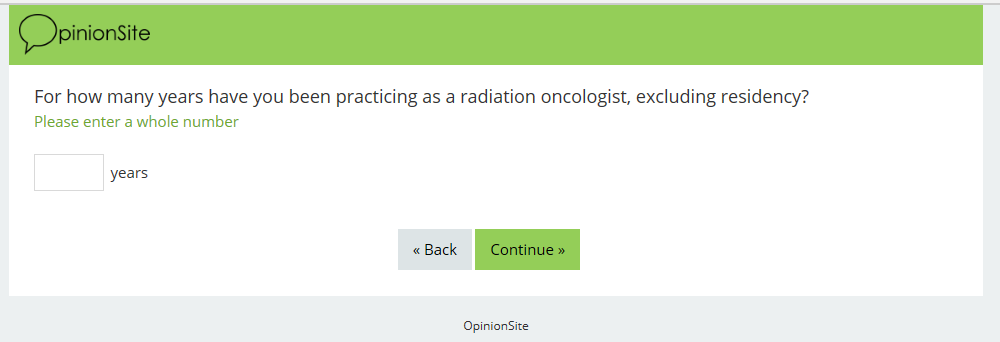 OpinionSite
For how many years have you been practicing as a radiation oncologist, excluding residency?
Please enter a whole number
years
« Back Continue »
OpinionSite